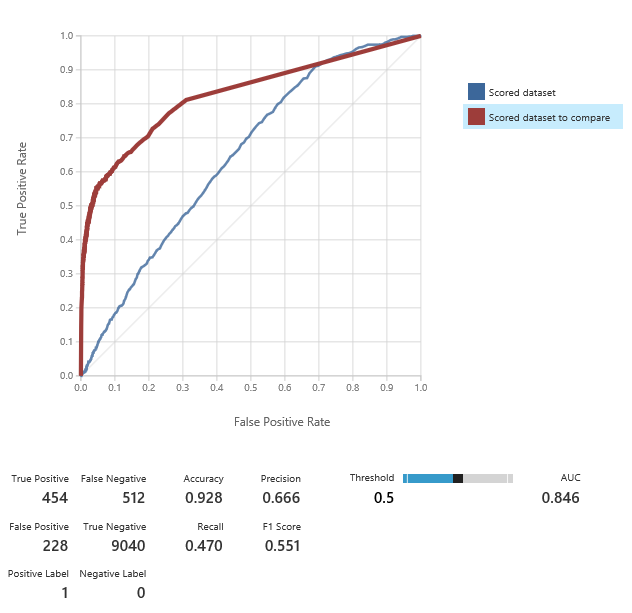 1.0
0.9
0.8
0.7
0.6
0.5
0.4
0.3
0.2
0.1
0.0
True Positive Rate
0.0 0.1 0.2 0.3 0.4 0.5 0.6 0.7 0.8 0.9 1.0
False Positive Rate
Scored dataset
Scored dataset to compare
True Positive False Negative Accuracy Precision Threshold AUC
454 512 0.928 0.666 0.5 0.846
False Positive True Negative Recall F1 Score
228 9040 0.470 0.551
Positive Label Negative Label
1 0